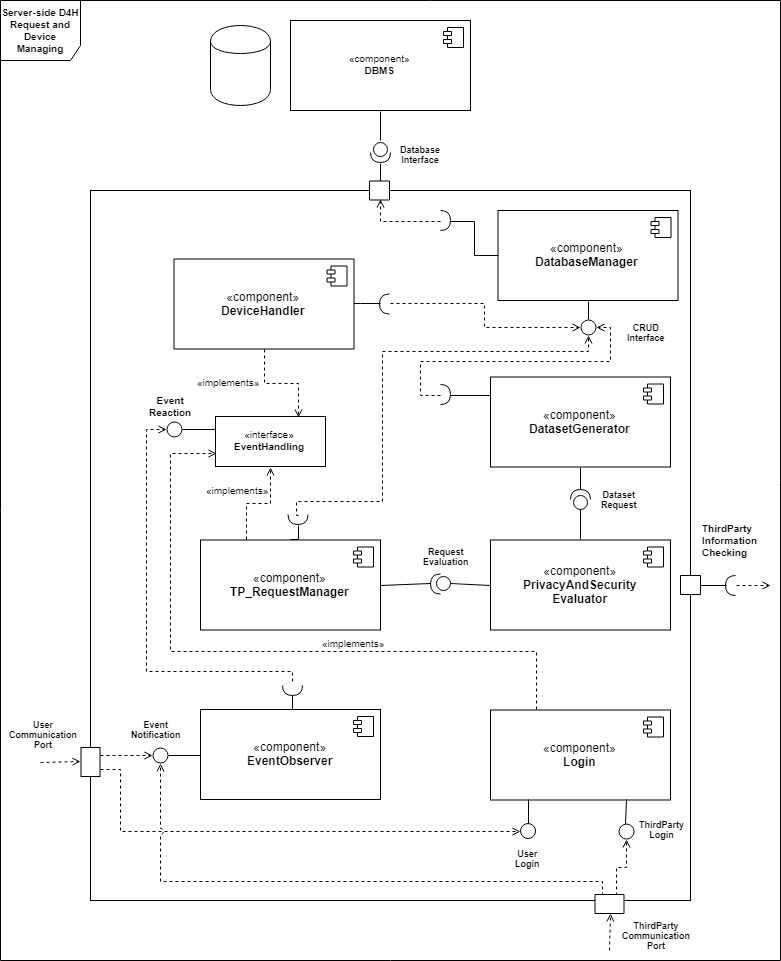 Server-side D4H
Request and
Device
Managing
«component»
DBMS
Database
Interface
«component»
DatabaseManager
«component»
DeviceHandler
CRUD
Interface
«implements»
Event
Reaction
«interface»
EventHandling
«component»
DatasetGenerator
«implements»
Dataset
Request
ThirdParty
Information
Checking
«component»
TP_RequestManager
Request
Evaluation
«component»
PrivacyAndSecurity
Evaluator
«implements»
User
Communication
Port
Event
Notification
«component»
EventObserver
«component»
Login
User
Login
ThirdParty
Login
ThirdParty
Communication
Port